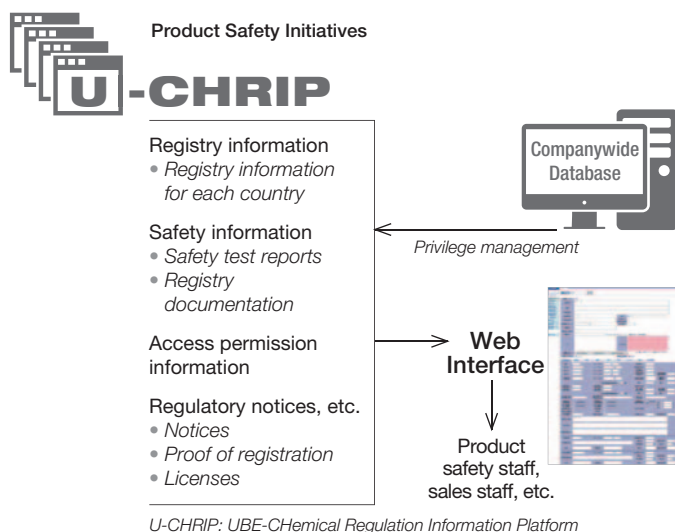 Product Safety Initiatives
U-CHRIP
Registry information
• Registry information
for each country
Safety information
• Safety test reports
• Registry
documentation
Access permission
information
Regulatory notices, etc.
• Notices
• Proof of registration
• Licenses
Companywide
Database
Privilege management
Web
Interface
Product
safety staff,
sales staff, etc.
U-CHRIP: UBE-CHemical Regulation Information Platform